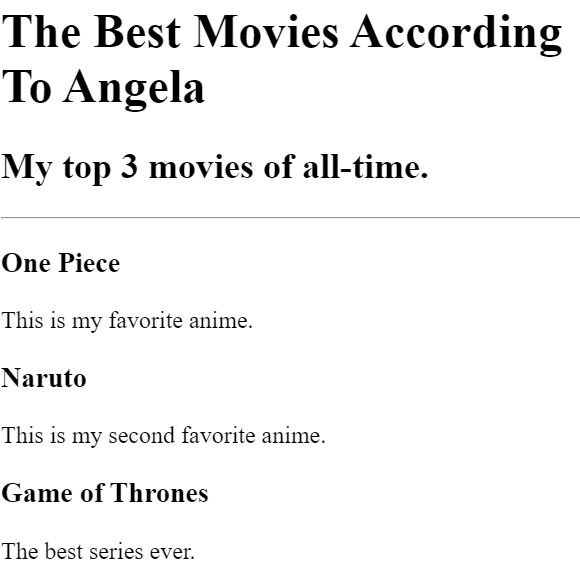 The Best Movies According
To Angela
My top 3 movies of all-time.
One Piece
This is my favorite anime.
Naruto
This is my second favorite anime.
Game of Thrones
The best series ever.